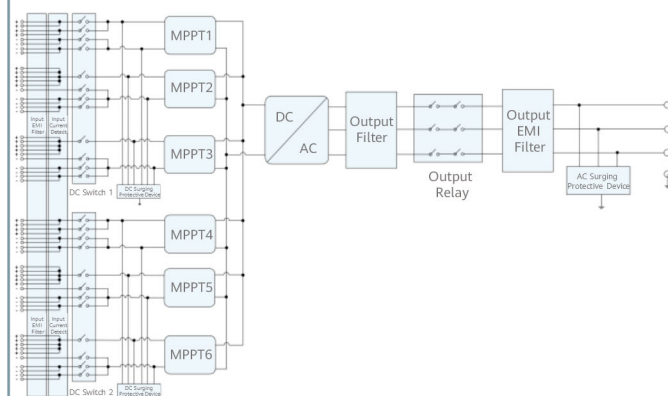 MPPT1
MPPT2
MPPT3
Input
EMI
Filter
Input
Current
Detect
DC Switch 1
DC Surging
Protective Device
MPPT4
MPPT5
MPPT6
Input
EMI
Filter
Input
Current
Detect
DC Switch 2
DC Surging
Protective Device
DC
AC
Output
Filter
Output
Relay
Output
EMI
Filter
AC Surging
Protective Device